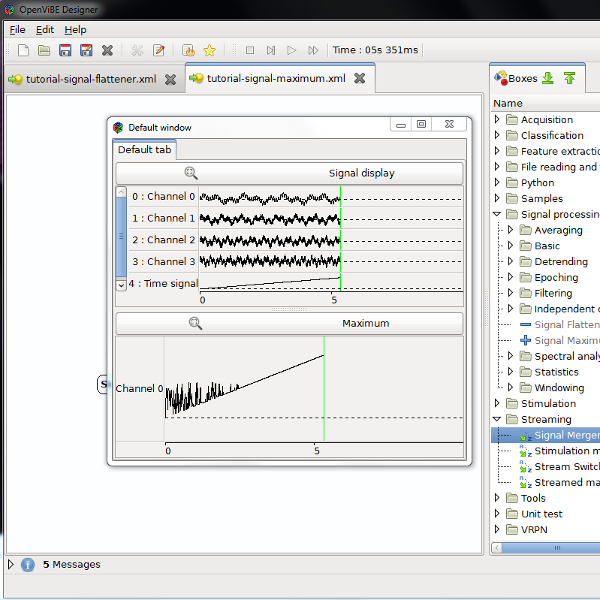 OpenViBE Designer
File Edit Help
Time : 05s 351ms
tutorial-signal-flattener.xml
tutorial-signal-maximum.xml
Boxes
Name
Acquisition
Classification
Feature extractio
File reading and
Python
Samples
Signal processing
Averaging
Basic
Detrending
Epoching
Filtering
Independent c
Signal Flatten
Signal Maximu
Spectral analy
Statistics
Windowing
Stimulation
Streaming
Signal Merger
Stimulation m
Stream Switc
Streamed ma
Tools
Unit test
VRPN
Default window
Default tab
Signal display
0 : Channel 0
1 : Channel 1
2 : Channel 2
3 : Channel 3
4 : Time signal
0 5
Maximum
Channel 0
0 5
S
5 Messages